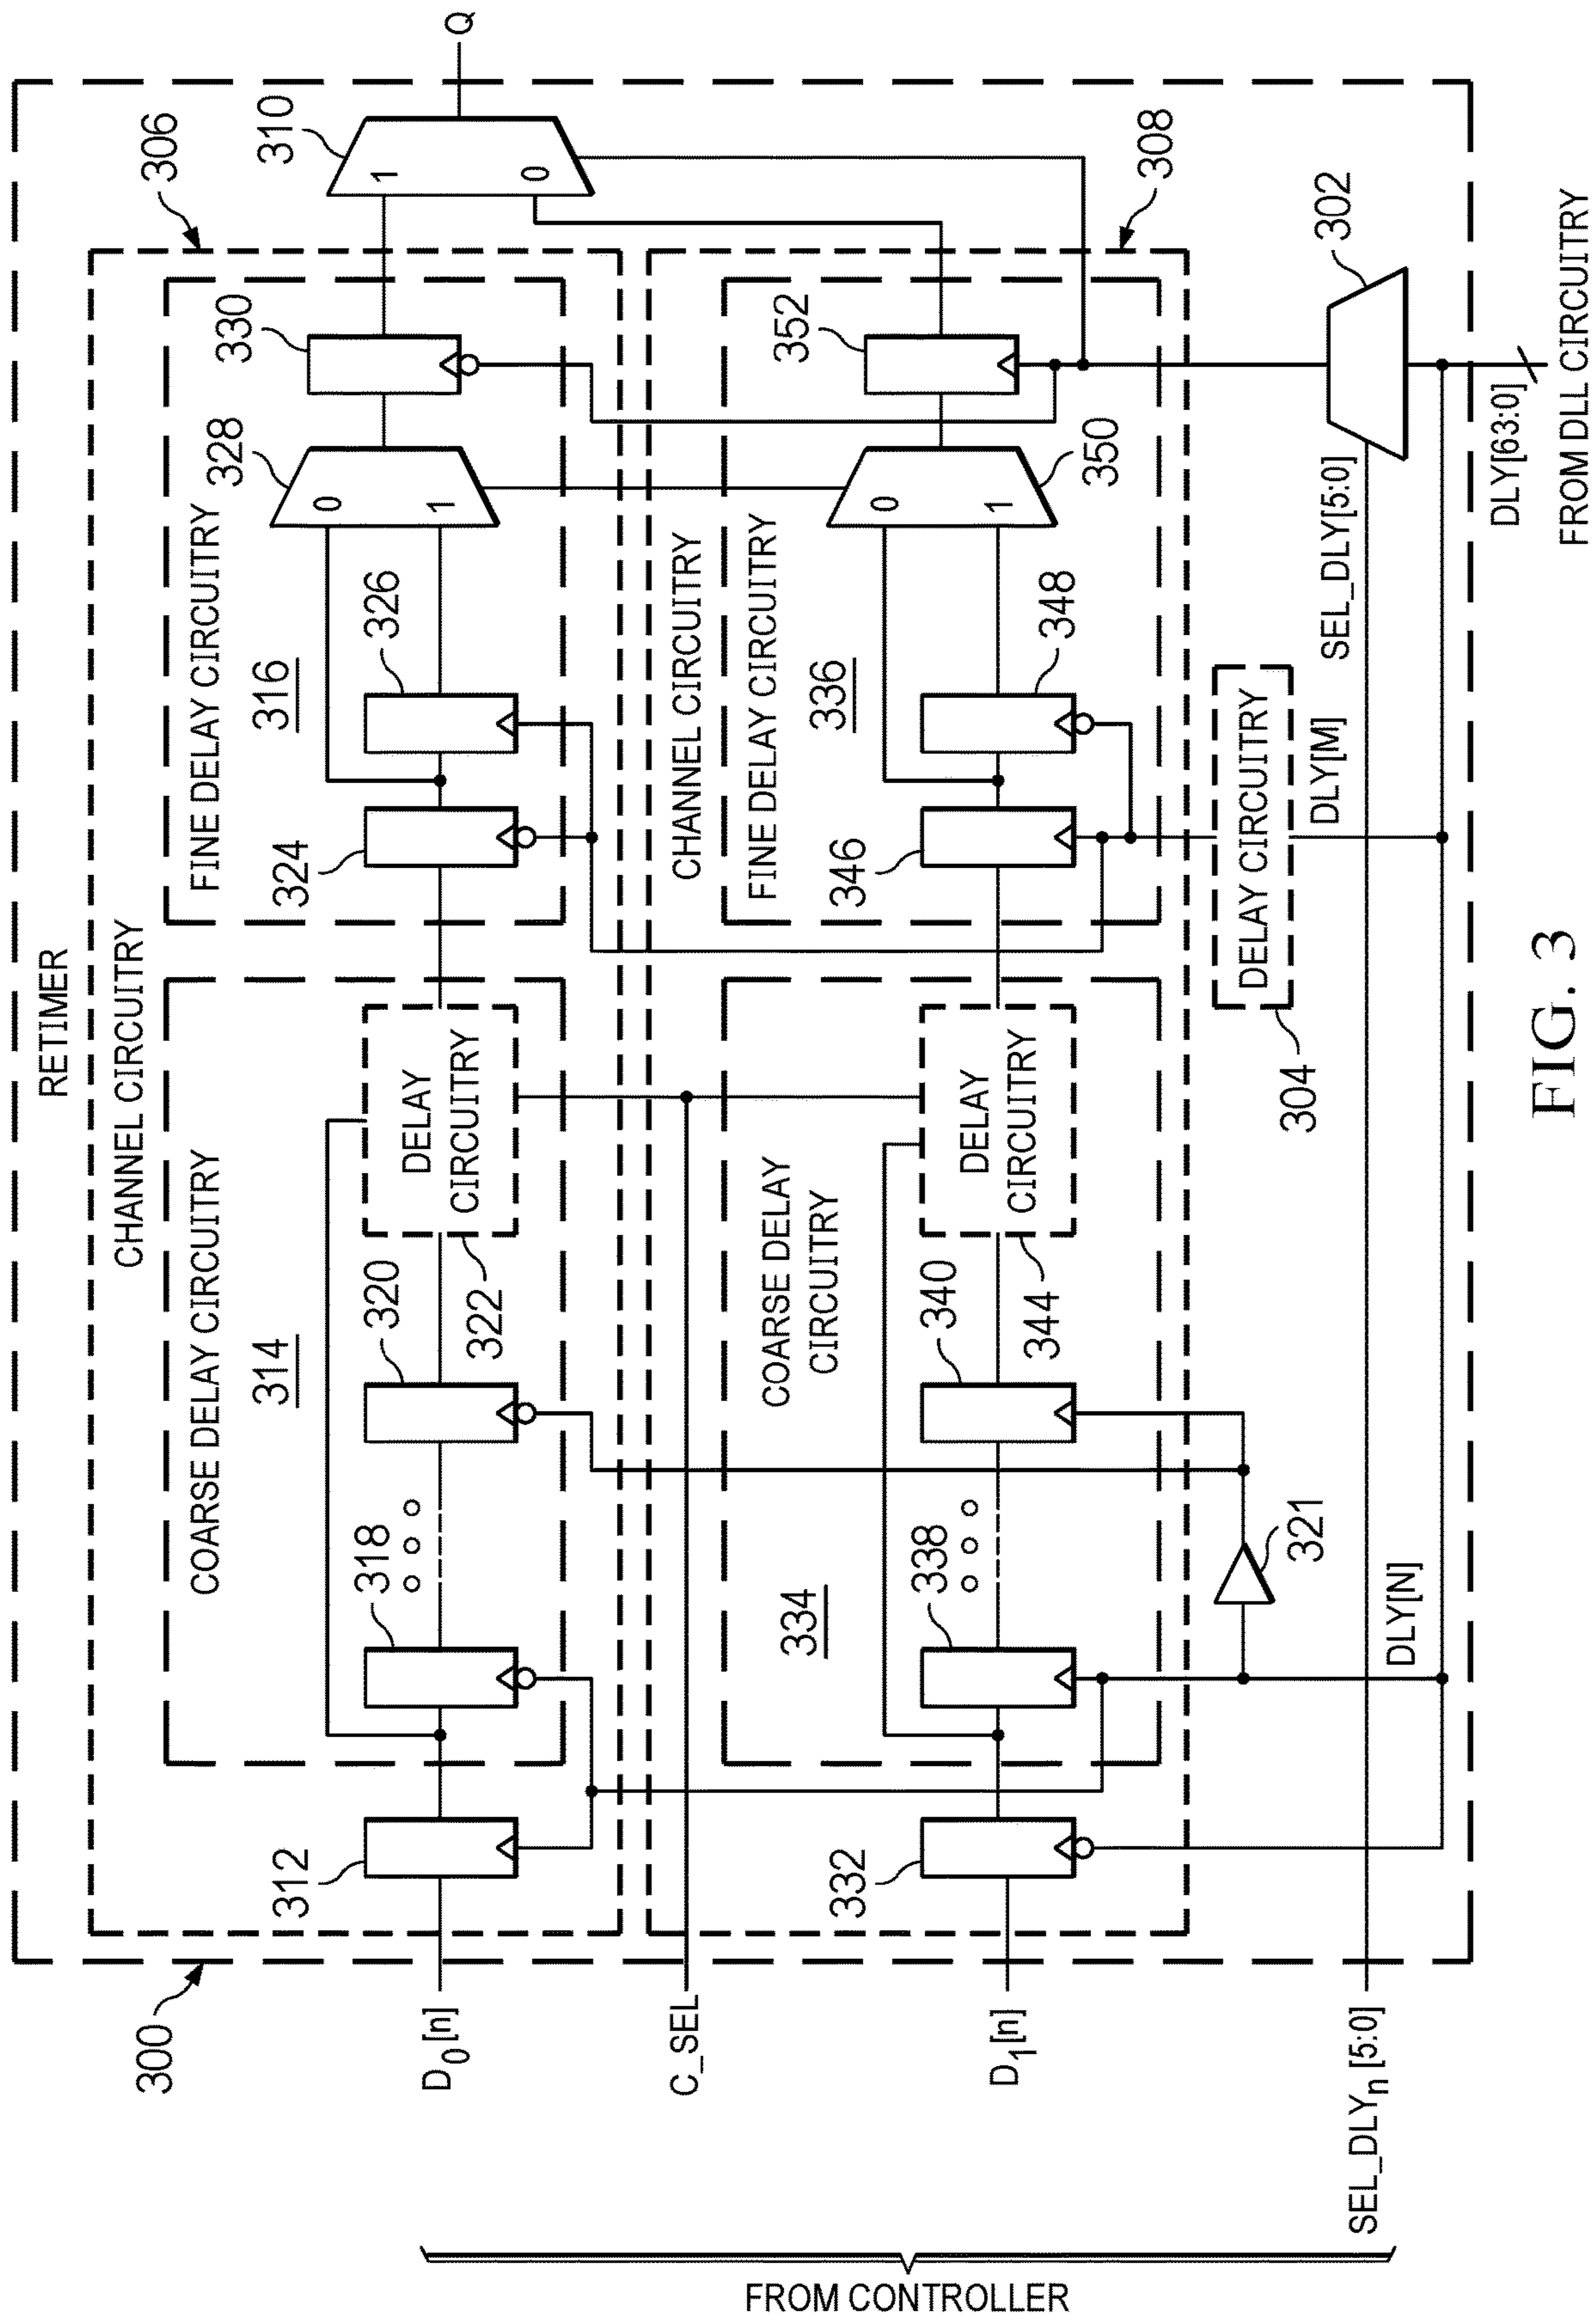 RETIMER
300
CHANNEL CIRCUITRY
306
COARSE DELAY CIRCUITRY
314
FINE DELAY CIRCUITRY
316
312
318
320
322
DELAY
CIRCUITRY
324
326
328
0
1
330
310
1
0
Q
D0[n]
C_SEL
CHANNEL CIRCUITRY
308
COARSE DELAY
CIRCUITRY
334
FINE DELAY CIRCUITRY
336
332
338
340
344
DELAY
CIRCUITRY
346
348
350
0
1
352
D1[n]
321
304
DELAY CIRCUITRY
DLY[M]
DLY[N]
SEL_DLY[5:0]
302
SEL_DLYn [5:0]
DLY[63:0]
FROM DLL CIRCUITRY
FROM CONTROLLER
FIG. 3